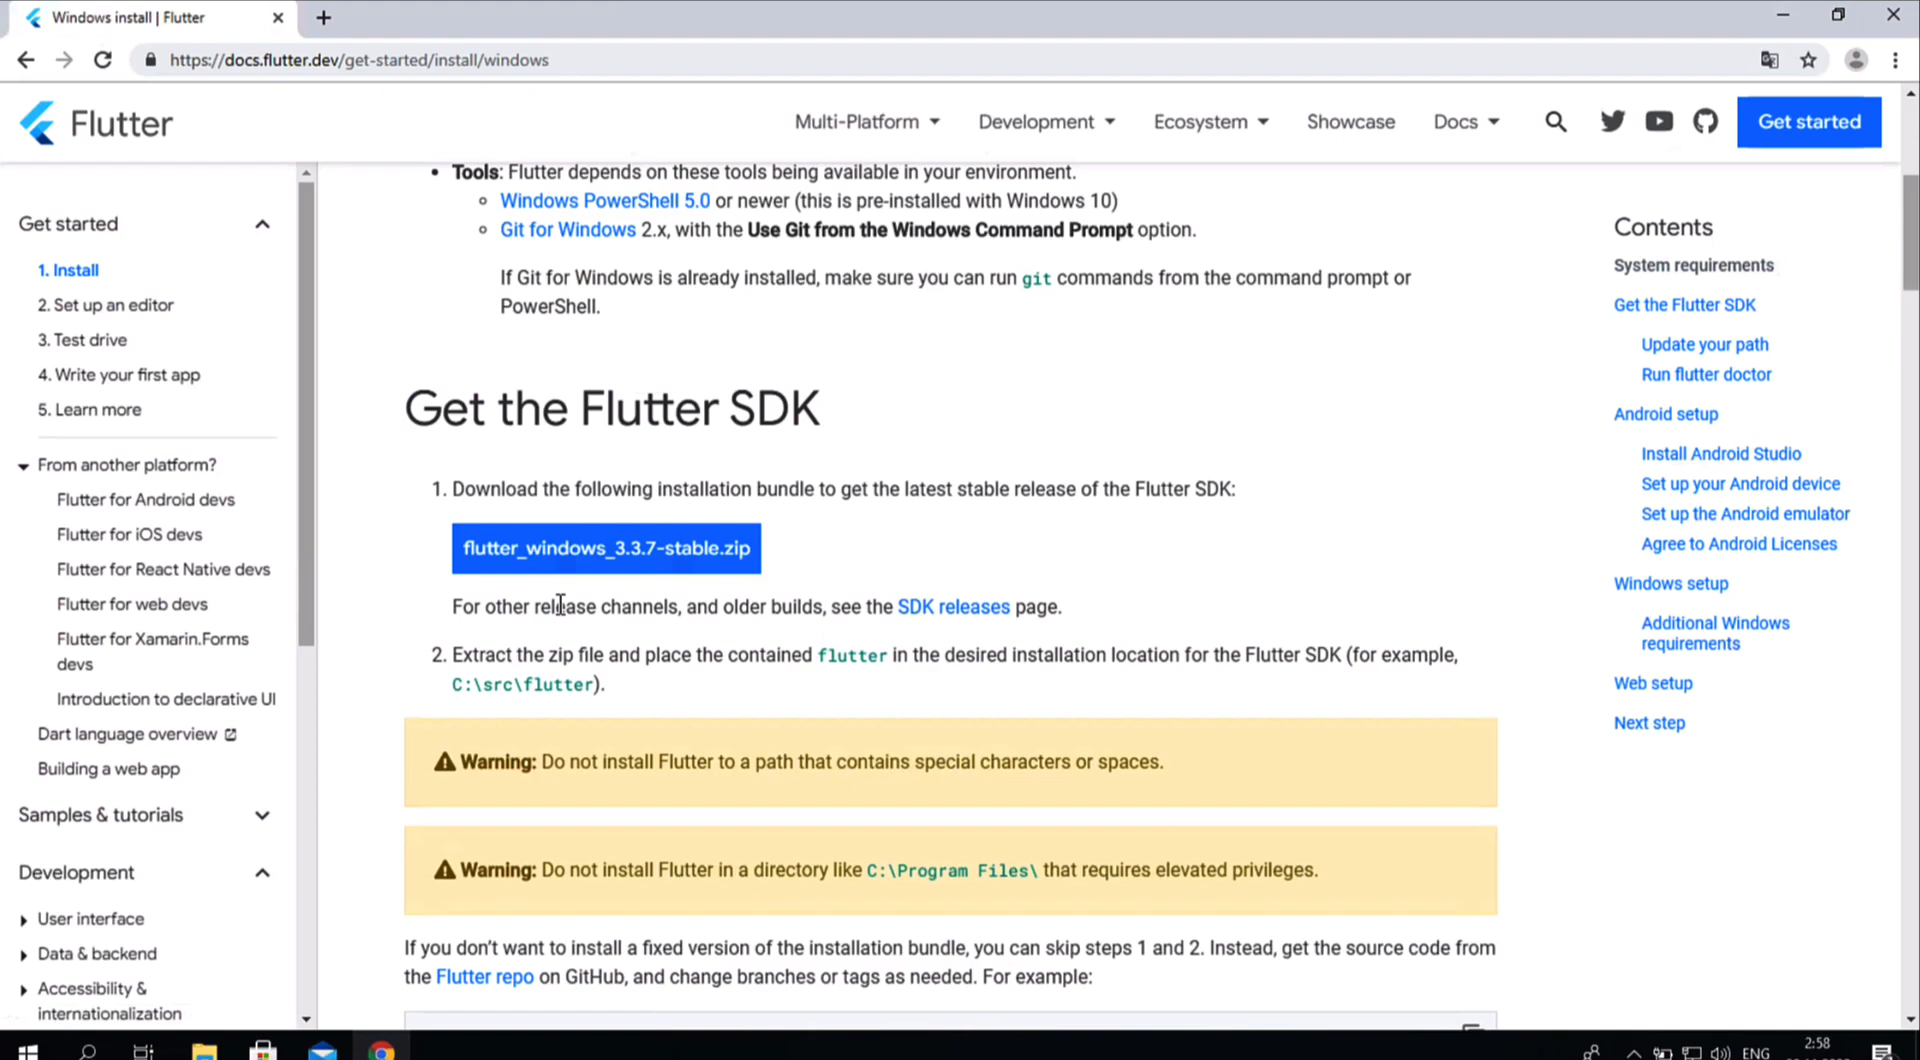 Windows install | Flutter
https://docs.flutter.dev/get-started/install/windows
Flutter
Multi-Platform
Development
Ecosystem
Showcase
Docs
Get started
Get started
1. Install
2. Set up an editor
3. Test drive
4. Write your first app
5. Learn more
From another platform?
Flutter for Android devs
Flutter for iOS devs
Flutter for React Native devs
Flutter for web devs
Flutter for Xamarin.Forms
devs
Introduction to declarative UI
Dart language overview
Building a web app
Samples & tutorials
Development
User interface
Data & backend
Accessibility &
internationalization
• Tools: Flutter depends on these tools being available in your environment.
Windows PowerShell 5.0 or newer (this is pre-installed with Windows 10)
Git for Windows 2.x, with the Use Git from the Windows Command Prompt option.
If Git for Windows is already installed, make sure you can run git commands from the command prompt or
PowerShell.
Get the Flutter SDK
1. Download the following installation bundle to get the latest stable release of the Flutter SDK:
flutter_windows_3.3.7-stable.zip
For other release channels, and older builds, see the SDK releases page.
2. Extract the zip file and place the contained flutter in the desired installation location for the Flutter SDK (for example,
C:\src\flutter).
Warning: Do not install Flutter to a path that contains special characters or spaces.
Warning: Do not install Flutter in a directory like C:\Program Files\ that requires elevated privileges.
If you don't want to install a fixed version of the installation bundle, you can skip steps 1 and 2. Instead, get the source code from
the Flutter repo on GitHub, and change branches or tags as needed. For example:
Contents
System requirements
Get the Flutter SDK
Update your path
Run flutter doctor
Android setup
Install Android Studio
Set up your Android device
Set up the Android emulator
Agree to Android Licenses
Windows setup
Additional Windows
requirements
Web setup
Next step
ENG
2:58